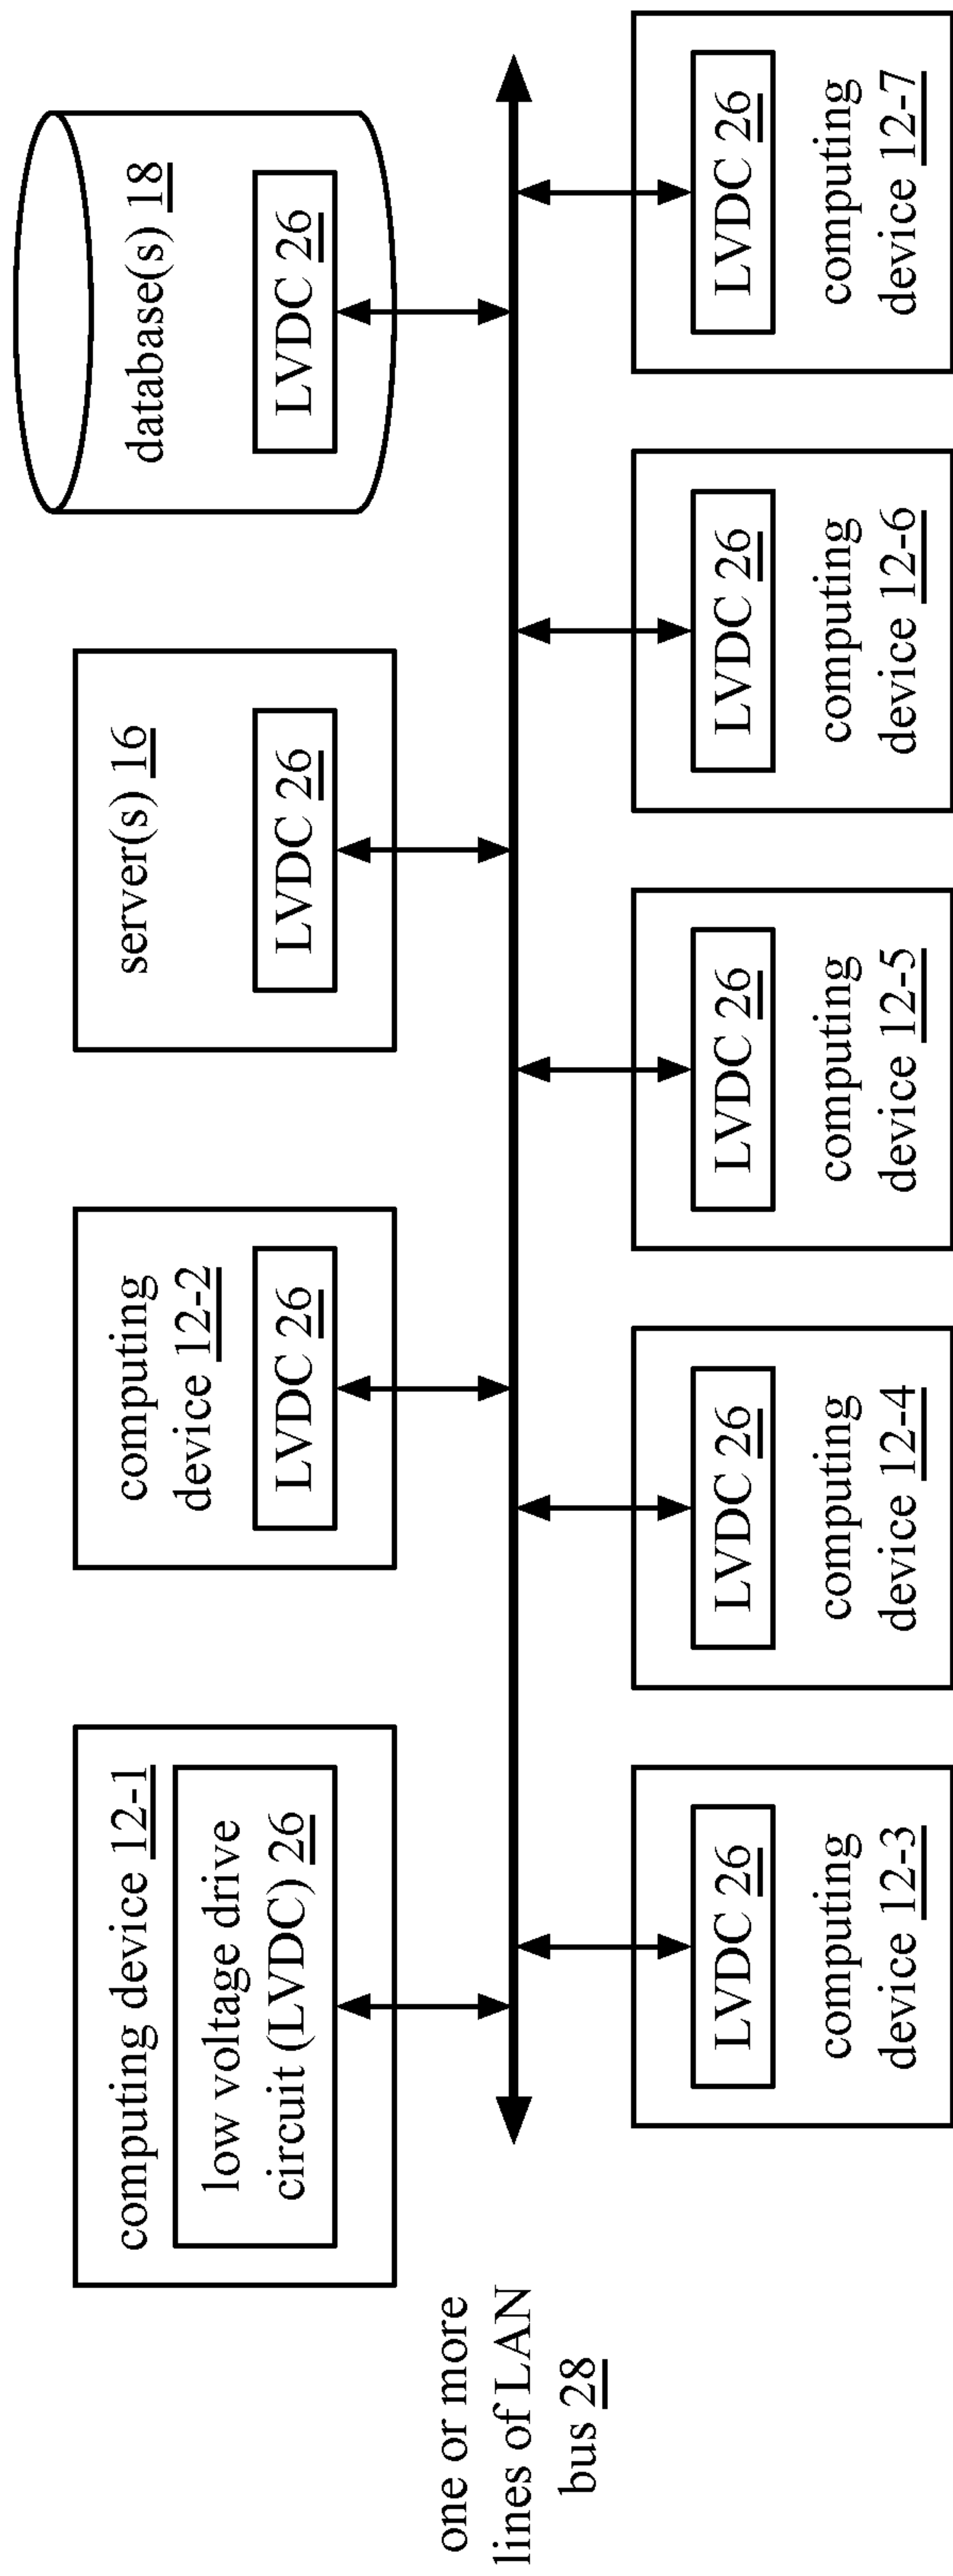 computing device 12-1
low voltage drive
circuit (LVDC) 26
computing
device 12-2
LVDC 26
server(s) 16
LVDC 26
database(s) 18
LVDC 26
one or more
lines of LAN
bus 28
LVDC 26
computing
device 12-3
LVDC 26
computing
device 12-4
LVDC 26
computing
device 12-5
LVDC 26
computing
device 12-6
LVDC 26
computing
device 12-7